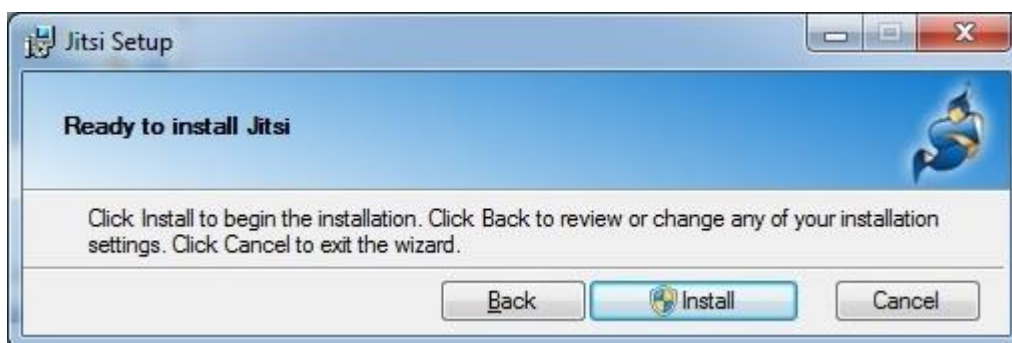 Jitsi Setup
Ready to install Jitsi
Click Install to begin the installation. Click Back to review or change any of your installation
settings. Click Cancel to exit the wizard.
Back
Install
Cancel